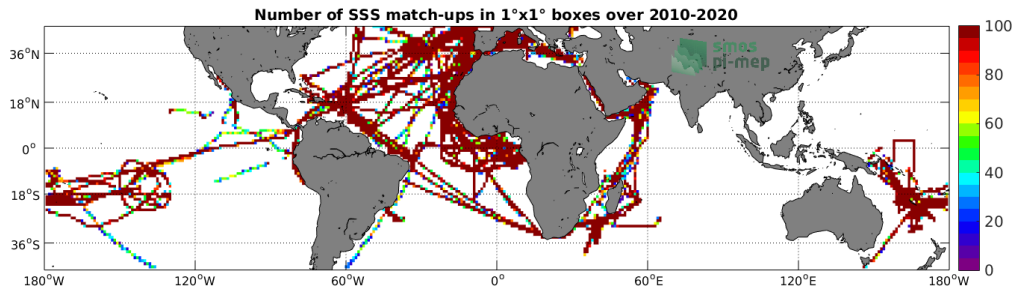 Number of SSS match-ups in 1°x1° boxes over 2010-2020
smos
pi-mep
36°N
18°N
0°
18°S
36°S
180°W 120°W 60°W 0° 60°E 120°E 180°W
100
80
60
40
20
0